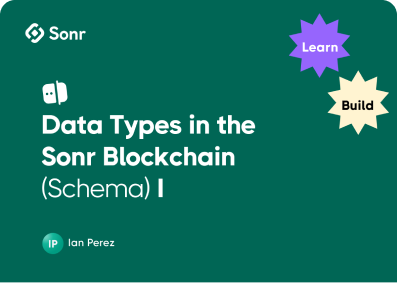 Sonr
Learn
Build
Data Types in the
Sonr Blockchain
(Schema) I
IP Ian Perez